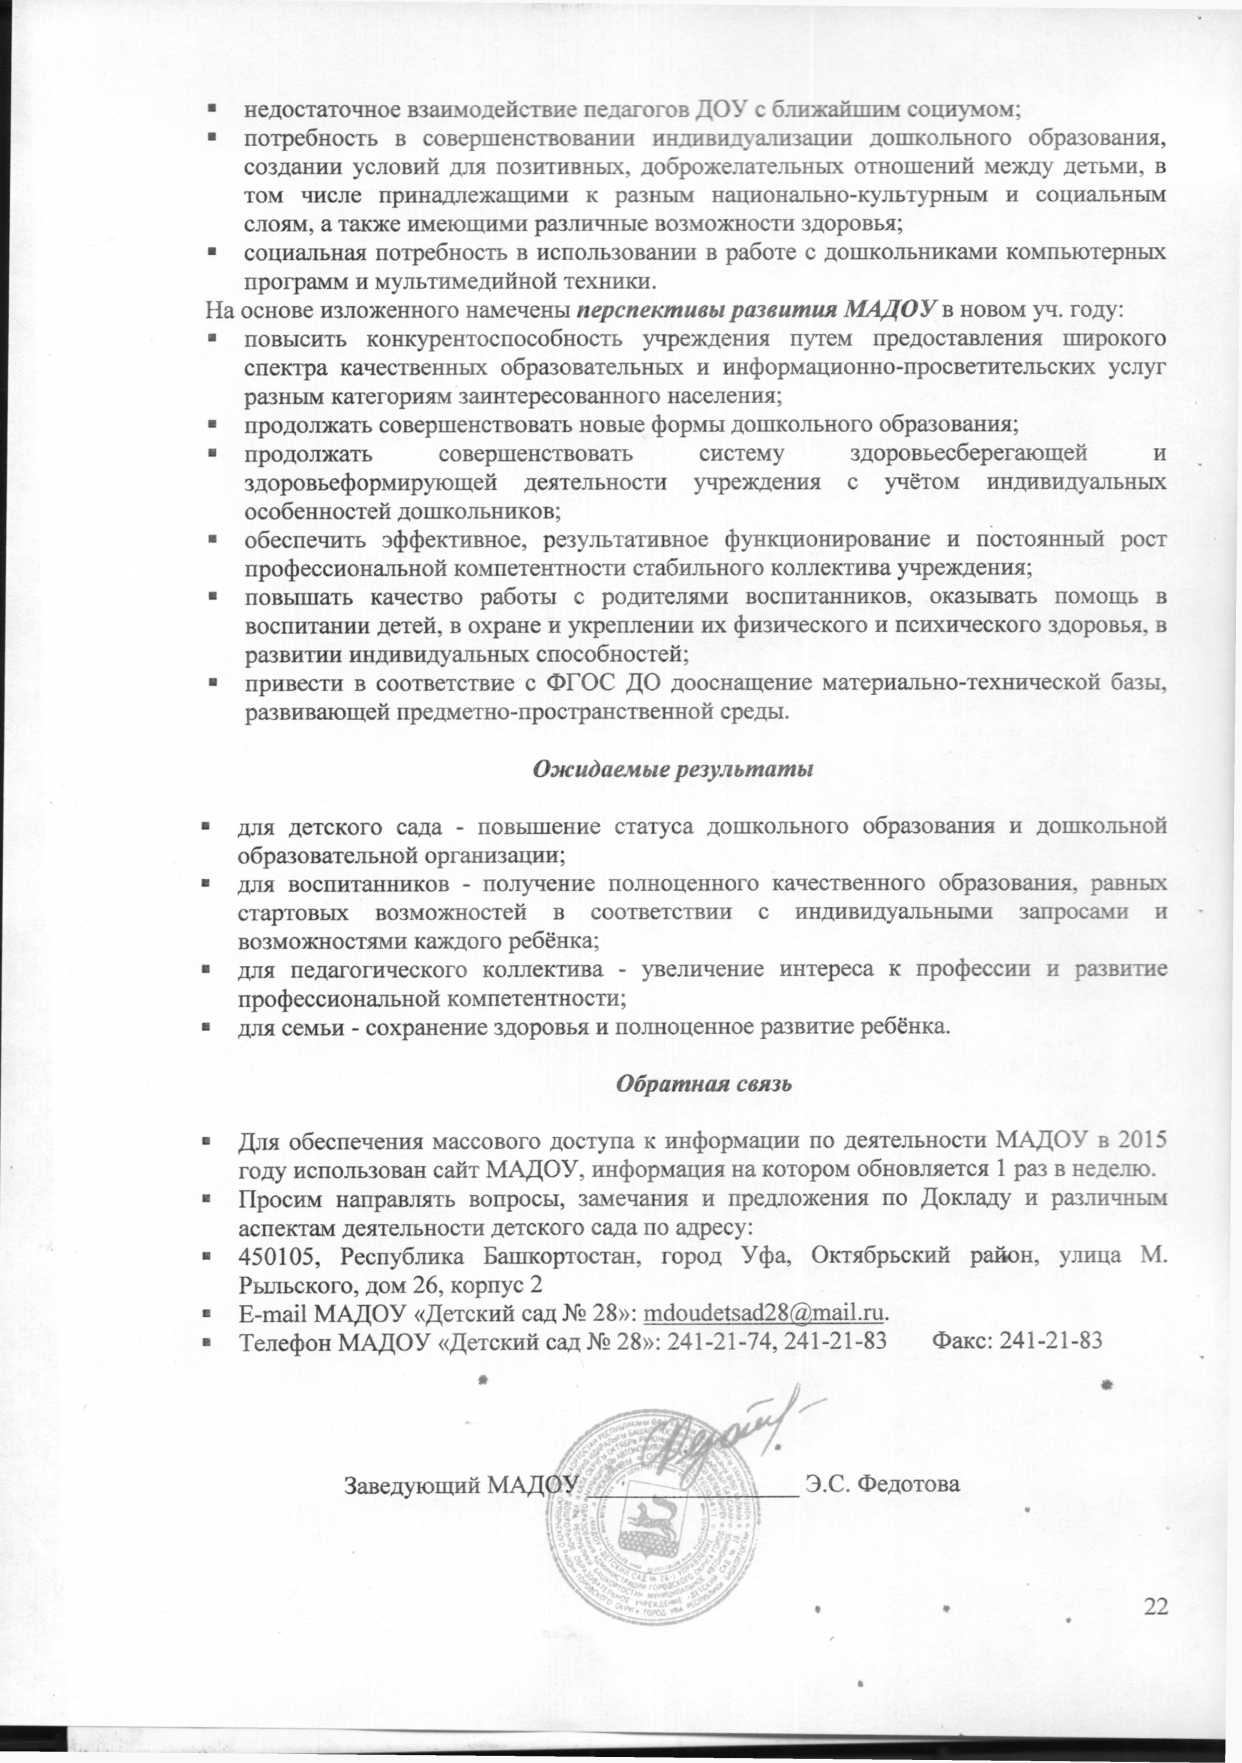 ▪ недостаточное взаимодействие педагогов ДОУ с ближайшим социумом;
▪ потребность в совершенствовании индивидуализации дошкольного образования,
создании условий для позитивных, доброжелательных отношений между детьми, в
том числе принадлежащими к разным национально-культурным и социальным
слоям, а также имеющими различные возможности здоровья;
▪ социальная потребность в использовании в работе с дошкольниками компьютерных
программ и мультимедийной техники.
На основе изложенного намечены перспективы развития МАДОУ в новом уч. году:
▪ повысить конкурентоспособность учреждения путем предоставления широкого
спектра качественных образовательных и информационно-просветительских услуг
разным категориям заинтересованного населения;
▪ продолжать совершенствовать новые формы дошкольного образования;
▪ продолжать совершенствовать систему здоровьесберегающей и
здоровьеформирующей деятельности учреждения с учётом индивидуальных
особенностей дошкольников;
▪ обеспечить эффективное, результативное функционирование и постоянный рост
профессиональной компетентности стабильного коллектива учреждения;
▪ повышать качество работы с родителями воспитанников, оказывать помощь в
воспитании детей, в охране и укреплении их физического и психического здоровья, в
развитии индивидуальных способностей;
▪ привести в соответствие с ФГОС ДО дооснащение материально-технической базы,
развивающей предметно-пространственной среды.
Ожидаемые результаты
▪ для детского сада - повышение статуса дошкольного образования и дошкольной
образовательной организации;
▪ для воспитанников - получение полноценного качественного образования, равных
стартовых возможностей в соответствии с индивидуальными запросами и
возможностями каждого ребёнка;
▪ для педагогического коллектива - увеличение интереса к профессии и развитие
профессиональной компетентности;
▪ для семьи - сохранение здоровья и полноценное развитие ребёнка.
Обратная связь
▪ Для обеспечения массового доступа к информации по деятельности МАДОУ в 2015
году использован сайт МАДОУ, информация на котором обновляется 1 раз в неделю.
▪ Просим направлять вопросы, замечания и предложения по Докладу и различным
аспектам деятельности детского сада по адресу:
▪ 450105, Республика Башкортостан, город Уфа, Октябрьский район, улица М.
Рыльского, дом 26, корпус 2
▪ E-mail МАДОУ «Детский сад № 28»: mdoudetsad28@mail.ru.
▪ Телефон МАДОУ «Детский сад № 28»: 241-21-74, 241-21-83 Факс: 241-21-83
Заведующий МАДОУ Э.С. Федотова
22